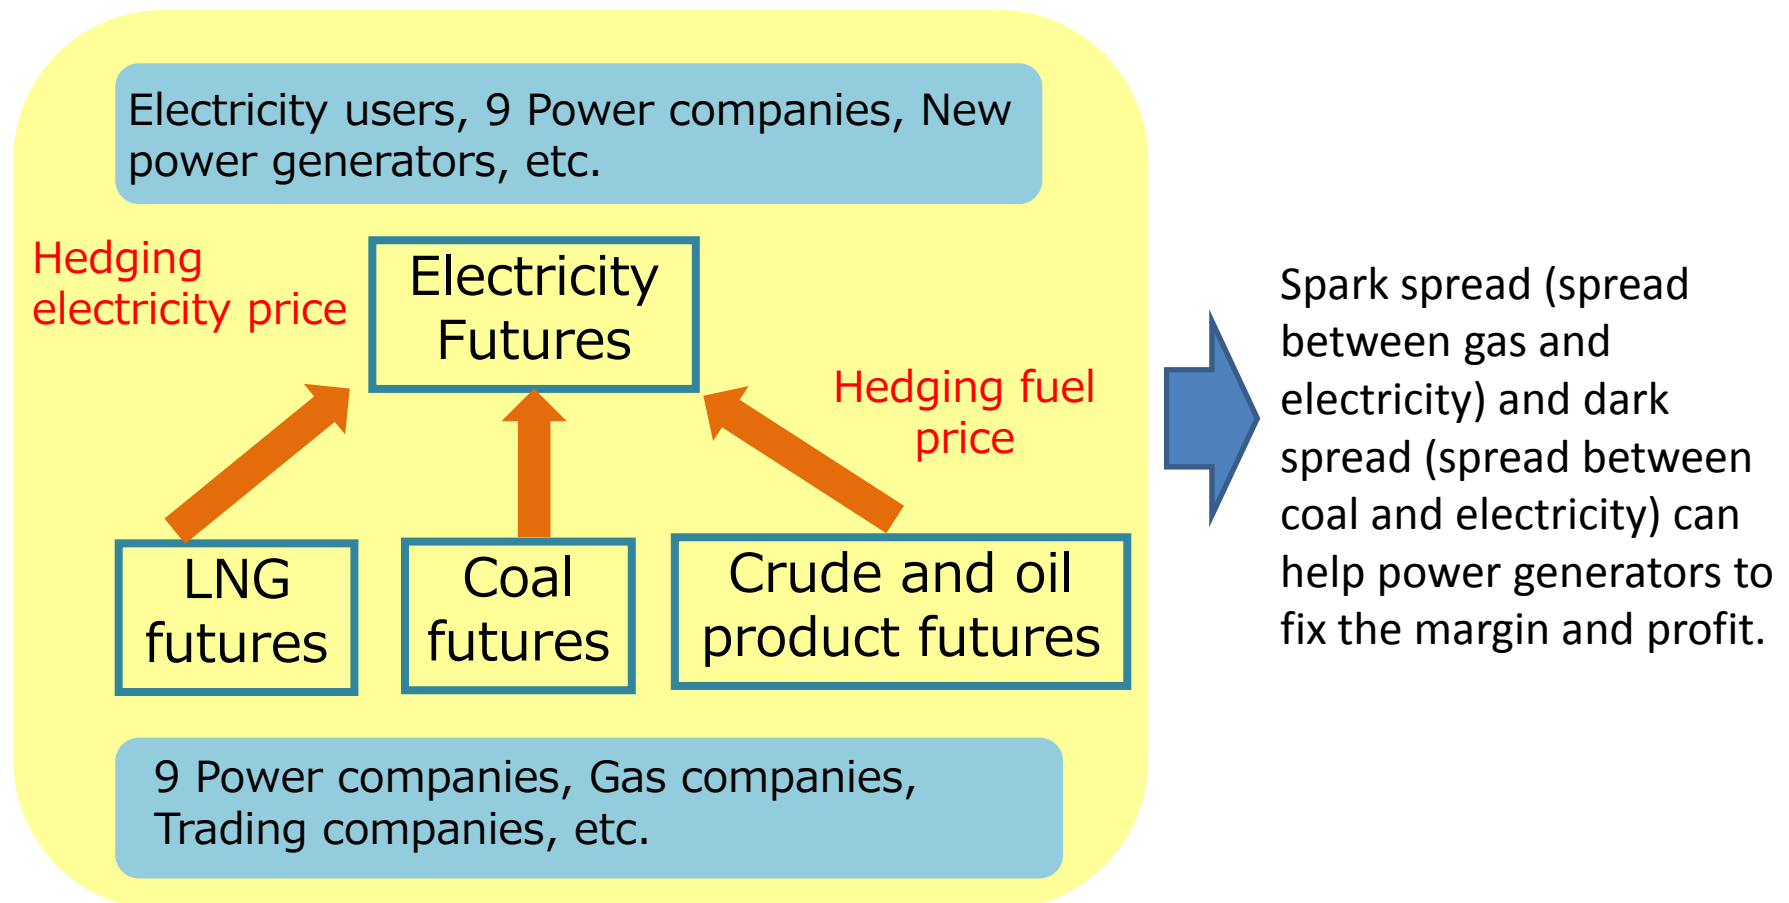 Electricity users, 9 Power companies, New
power generators, etc.
Hedging
electricity price
Electricity
Futures
Hedging fuel
price
LNG
futures
Coal
futures
Crude and oil
product futures
9 Power companies, Gas companies,
Trading companies, etc.
Spark spread (spread
between gas and
electricity) and dark
spread (spread between
coal and electricity) can
help power generators to
fix the margin and profit.